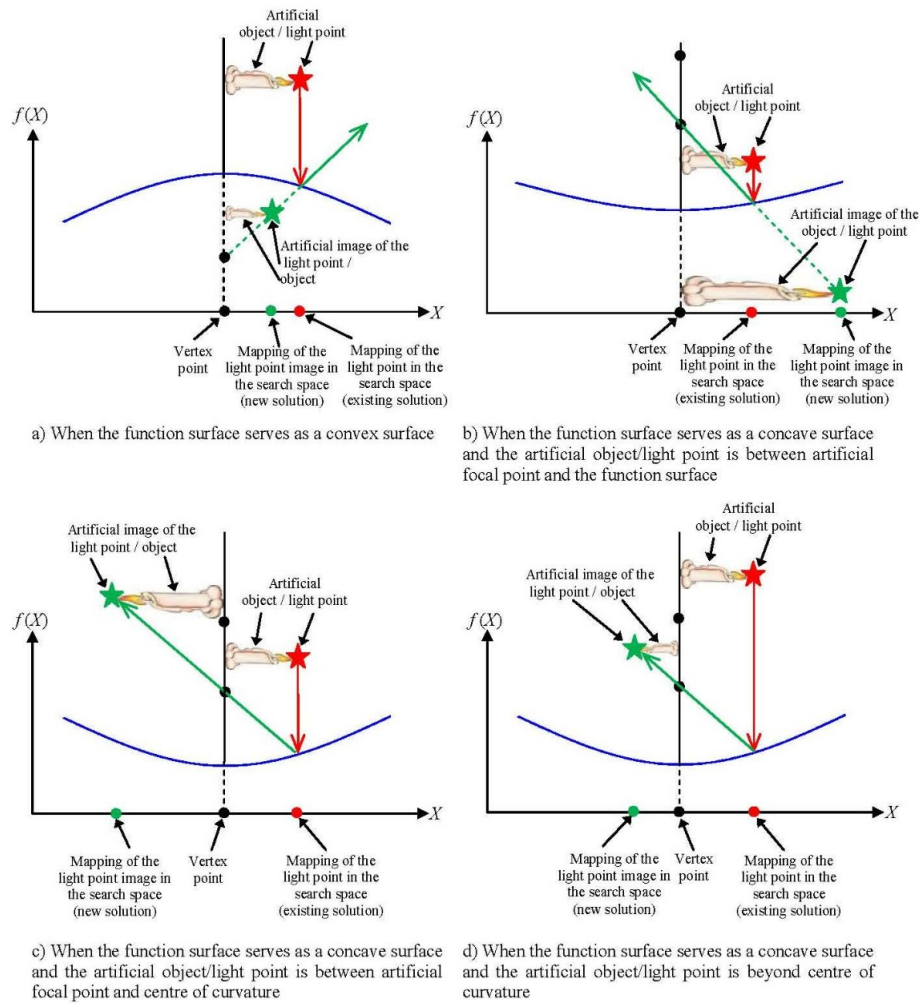 Artificial
object / light point
f(X)
Artificial image of the
light point /
object
X
Vertex
point
Mapping of the
light point image in
the search space
(new solution)
Mapping of the
light point in the
search space
(existing solution)
a) When the function surface serves as a convex surface
f(X)
Artificial
object / light point
Artificial image of the
object / light point
X
Vertex
point
Mapping of the
light point in the
search space
(existing solution)
Mapping of the
light point image in
the search space
(new solution)
b) When the function surface serves as a concave surface
and the artificial object/light point is between artificial
focal point and the function surface
Artificial image of the
light point / object
Artificial
object / light point
f(X)
X
Mapping of the
light point image in
the search space
(new solution)
Vertex
point
Mapping of the
light point in the
search space
(existing solution)
c) When the function surface serves as a concave surface
and the artificial object/light point is between artificial
focal point and centre of curvature
Artificial
object / light point
Artificial image of the
light point / object
f(X)
X
Mapping of the
light point image in
the search space
(new solution)
Vertex
point
Mapping of the
light point in the
search space
(existing solution)
d) When the function surface serves as a concave surface
and the artificial object/light point is beyond centre of
curvature